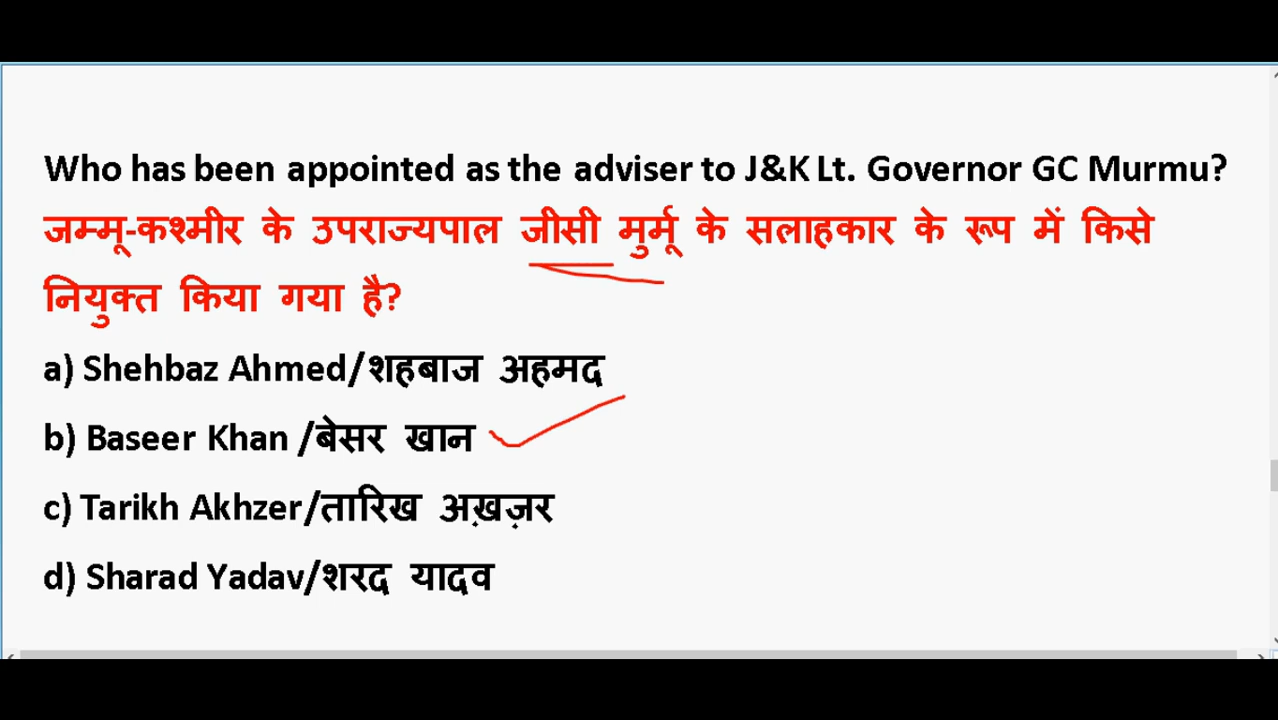 Who has been appointed as the adviser to J&K Lt. Governor GC Murmu?
जम्मू-कश्मीर के उपराज्यपाल जीसी मुर्मू के सलाहकार के रूप में किसे
नियुक्त किया गया है?
a) Shehbaz Ahmed/शहबाज अहमद
b) Baseer Khan /बेसर खान
c) Tarikh Akhzer/तारिख अख़ज़र
d) Sharad Yadav/शरद यादव